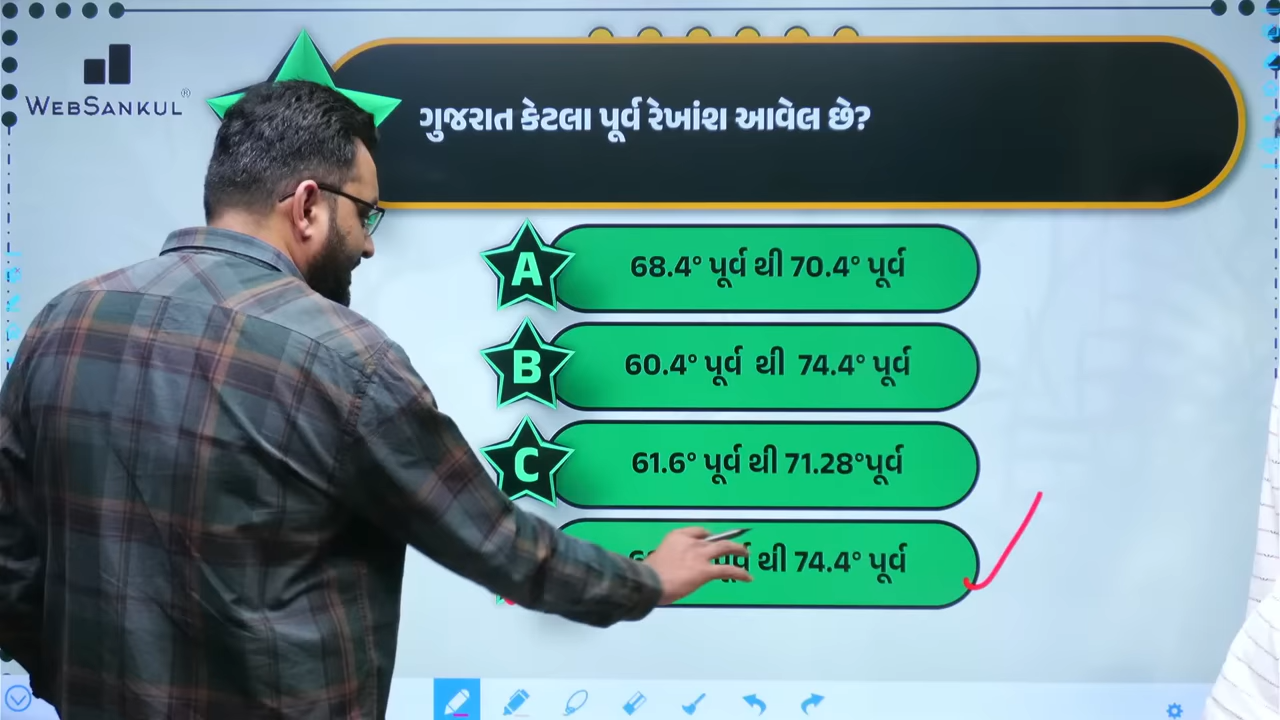 WEBSANKUL®
ગુજરાત કેટલા પૂર્વ રેખાંશ આવેલ છે?
A 68.4° પૂર્વ થી 70.4° પૂર્વ
B 60.4° પૂર્વ થી 74.4° પૂર્વ
C 61.6° પૂર્વ થી 71.28°પૂર્વ
પૂર્વ થી 74.4° પૂર્વ